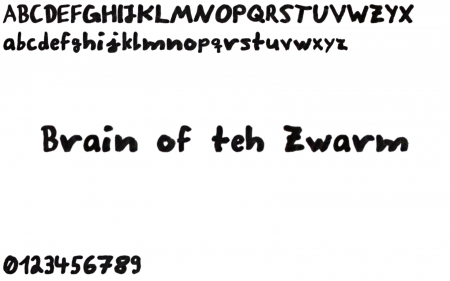 ABCDEFGHIJKLMNOPQRSTUVWZYX
abcdefghijklmnopqrstuvwxyz
Brain of teh Zwarm
0123456789